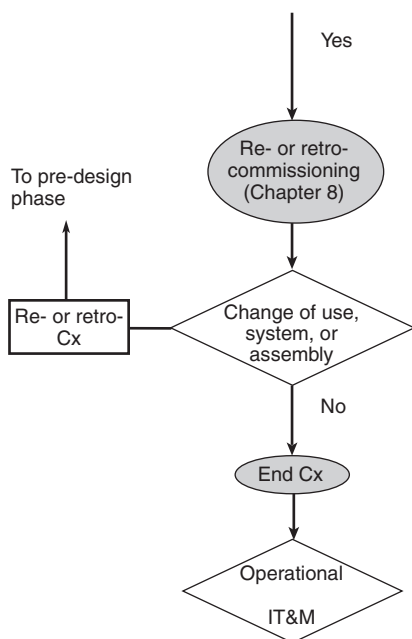 Yes
Re- or retro-
commissioning
(Chapter 8)
To pre-design
phase
Re- or retro-
Cx
Change of use,
system, or
assembly
No
End Cx
Operational
IT&M